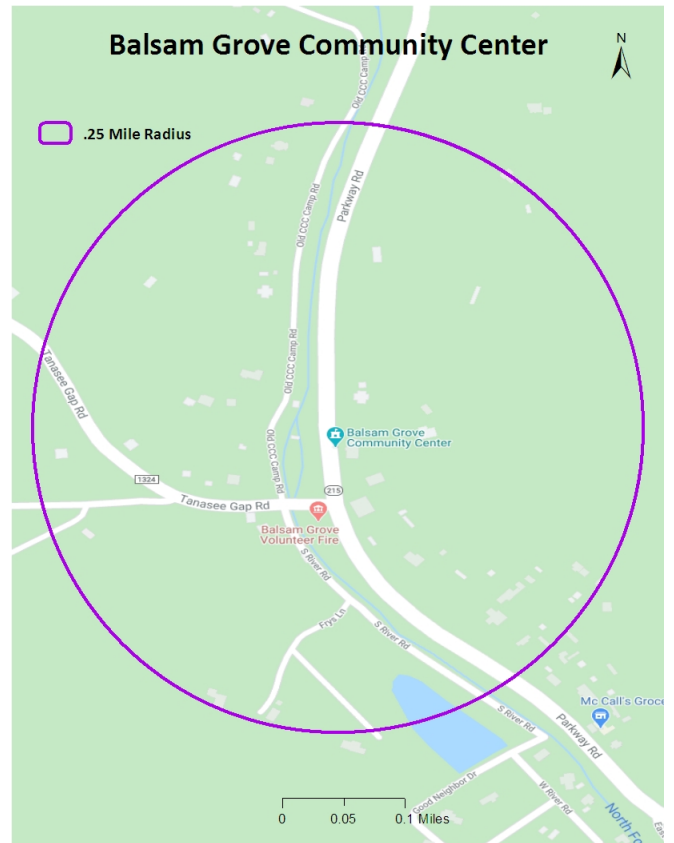 Balsam Grove Community Center
N
.25 Mile Radius
Old CCC Camp
Old CCC Camp Rd
Parkway Rd
Old CCC Camp Rd
Tanasee Gap Rd
Balsam Grove
Community Center
Old CCC Camp Rd
1324
215
Tanasee Gap Rd
Balsam Grove
Volunteer Fire
S River Rd
Frys Ln
S River Rd
Mc Call's Groce
S River Rd
Parkway Rd
Good Neighbor Dr
W River Rd
North Fo
Eas
0 0.05 0.1 Miles